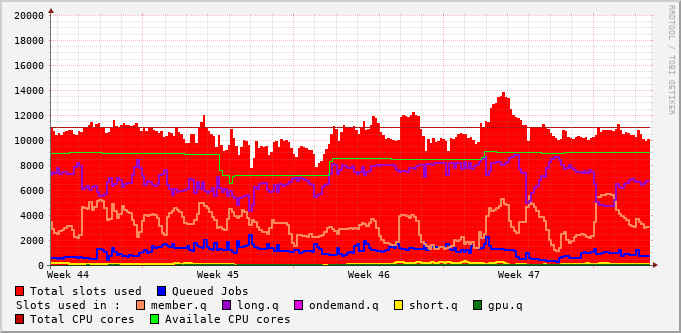 20000
18000
16000
14000
12000
10000
8000
6000
4000
2000
0
Week 44 Week 45 Week 46 Week 47
Total slots used Queued Jobs
Slots used in : member.q long.q ondemand.q short.q gpu.q
Total CPU cores Availale CPU cores
RRDTOOL / TOBI OETIKER